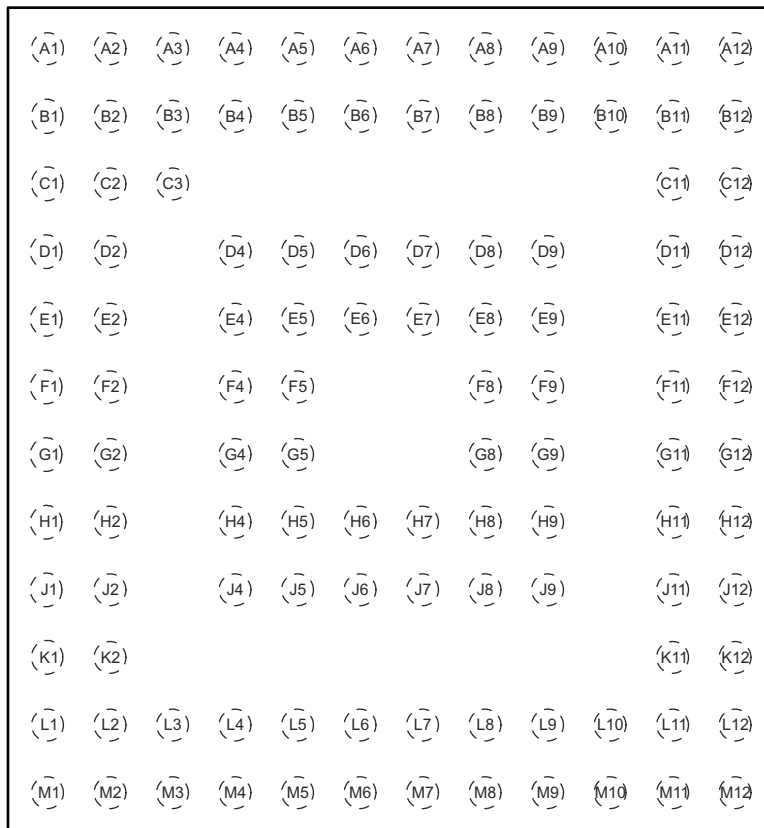 A1 A2 A3 A4 A5 A6 A7 A8 A9 A10 A11 A12
B1 B2 B3 B4 B5 B6 B7 B8 B9 B10 B11 B12
C1 C2 C3 C11 C12
D1 D2 D4 D5 D6 D7 D8 D9 D11 D12
E1 E2 E4 E5 E6 E7 E8 E9 E11 E12
F1 F2 F4 F5 F8 F9 F11 F12
G1 G2 G4 G5 G8 G9 G11 G12
H1 H2 H4 H5 H6 H7 H8 H9 H11 H12
J1 J2 J4 J5 J6 J7 J8 J9 J11 J12
K1 K2 K11 K12
L1 L2 L3 L4 L5 L6 L7 L8 L9 L10 L11 L12
M1 M2 M3 M4 M5 M6 M7 M8 M9 M10 M11 M12